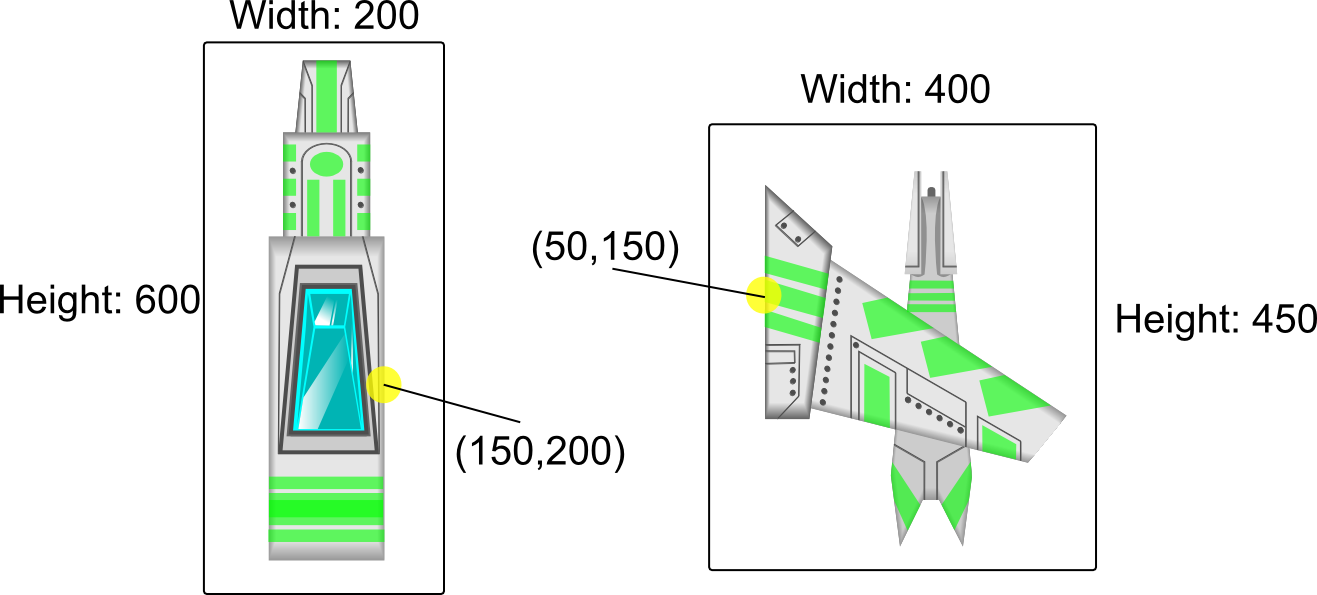 Width: 200
Width: 400
(50,150)
Height: 600
Height: 450
(150,200)